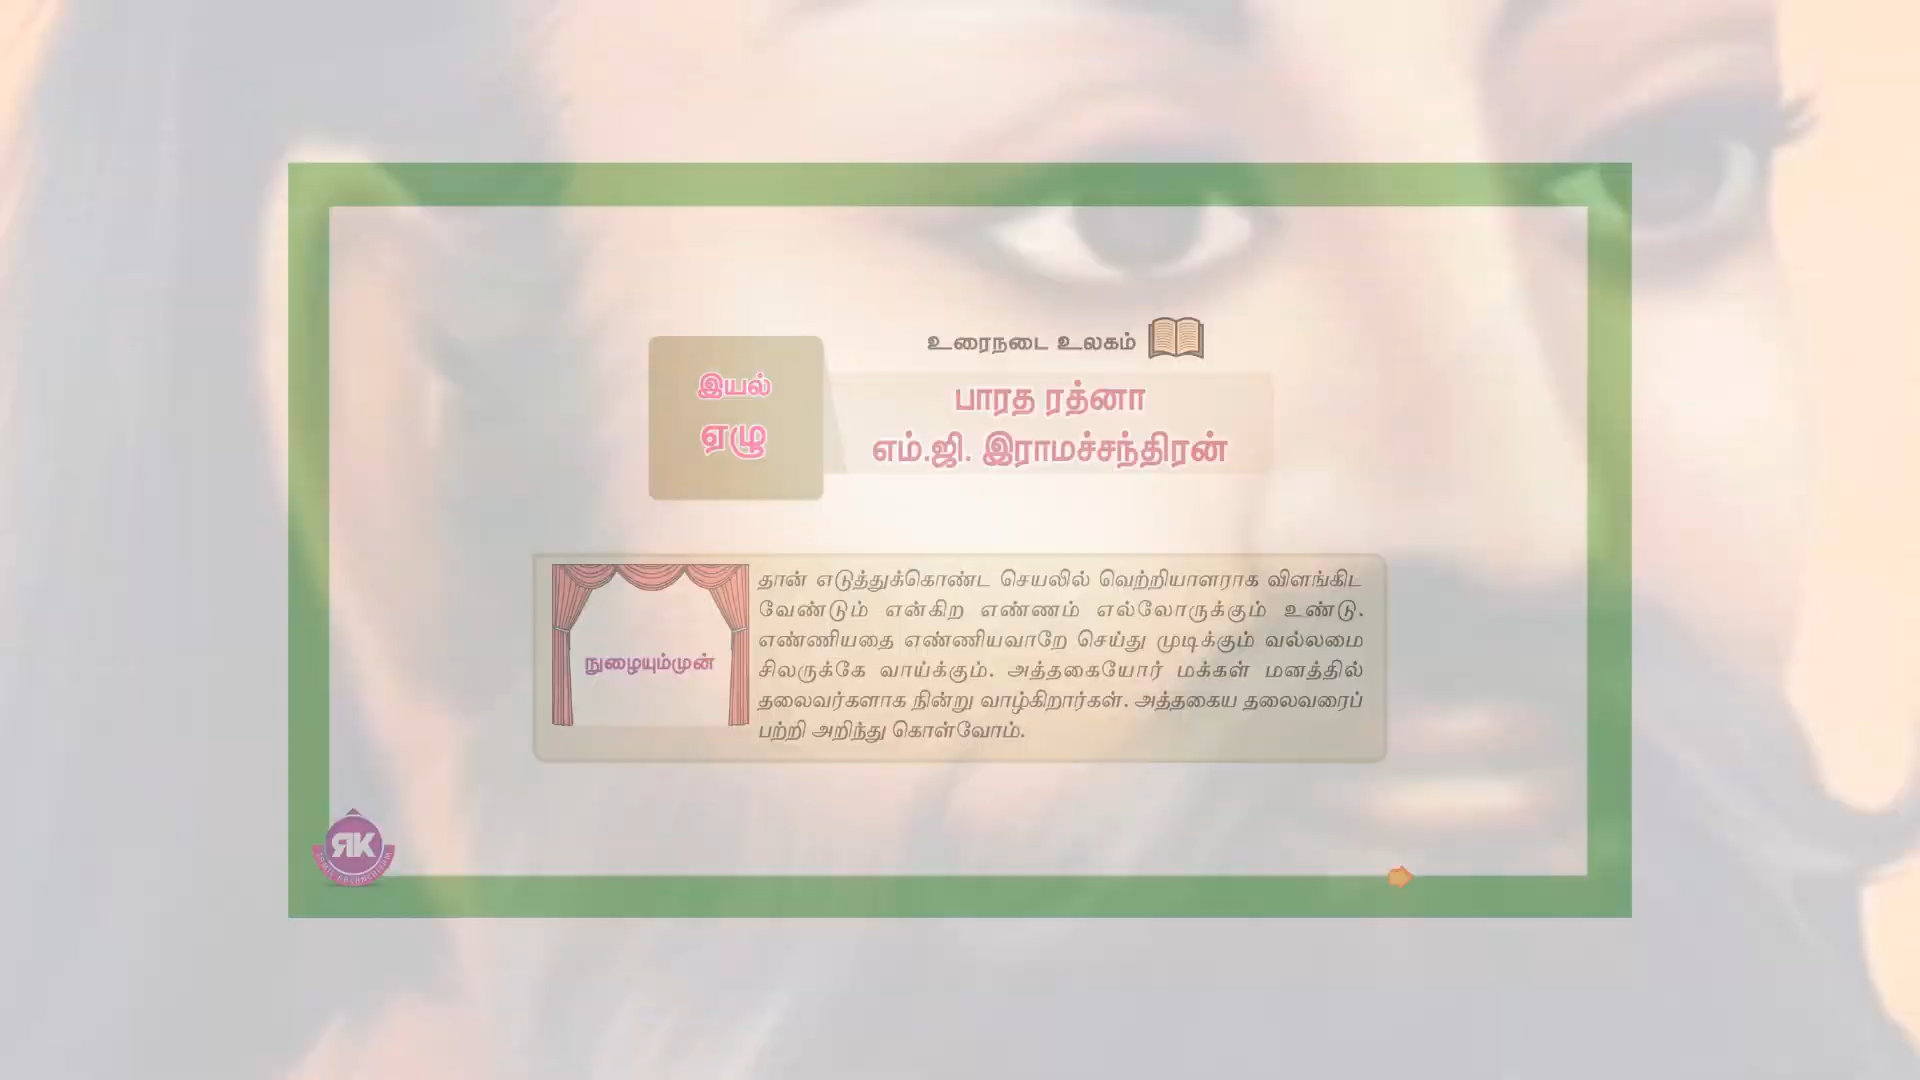 உரைநடை உலகம்
இயல்
ஏழு
பாரத ரத்னா
எம்.ஜி. இராமச்சந்திரன்
நுழையும்முன்
தான் எடுத்துக்கொண்ட செயலில் வெற்றியாளராக விளங்கிட
வேண்டும் என்கிற எண்ணம் எல்லோருக்கும் உண்டு.
எண்ணியதை எண்ணியவாறே செய்து முடிக்கும் வல்லமை
சிலருக்கே வாய்க்கும். அத்தகையோர் மக்கள் மனத்தில்
தலைவர்களாக நின்று வாழ்கிறார்கள். அத்தகைய தலைவரைப்
பற்றி அறிந்து கொள்வோம்.
RK